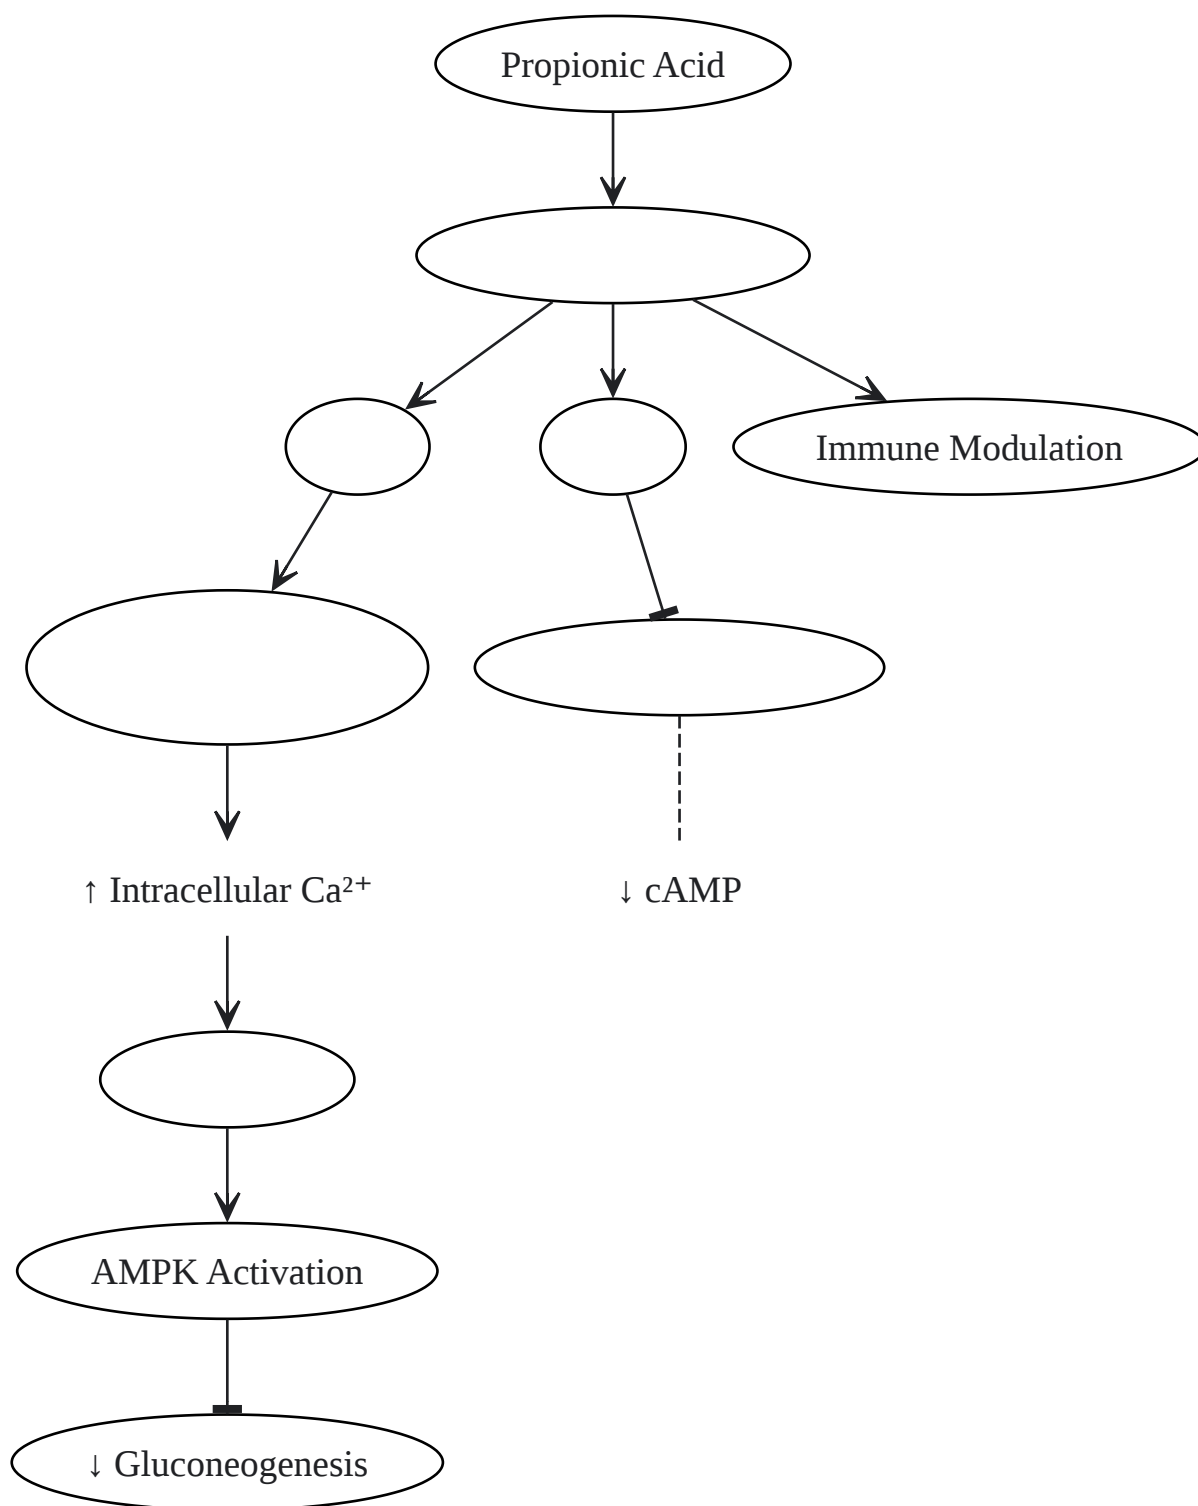 Propionic Acid
Immune Modulation
↑ Intracellular Ca²⁺
↓ cAMP
AMPK Activation
↓ Gluconeogenesis